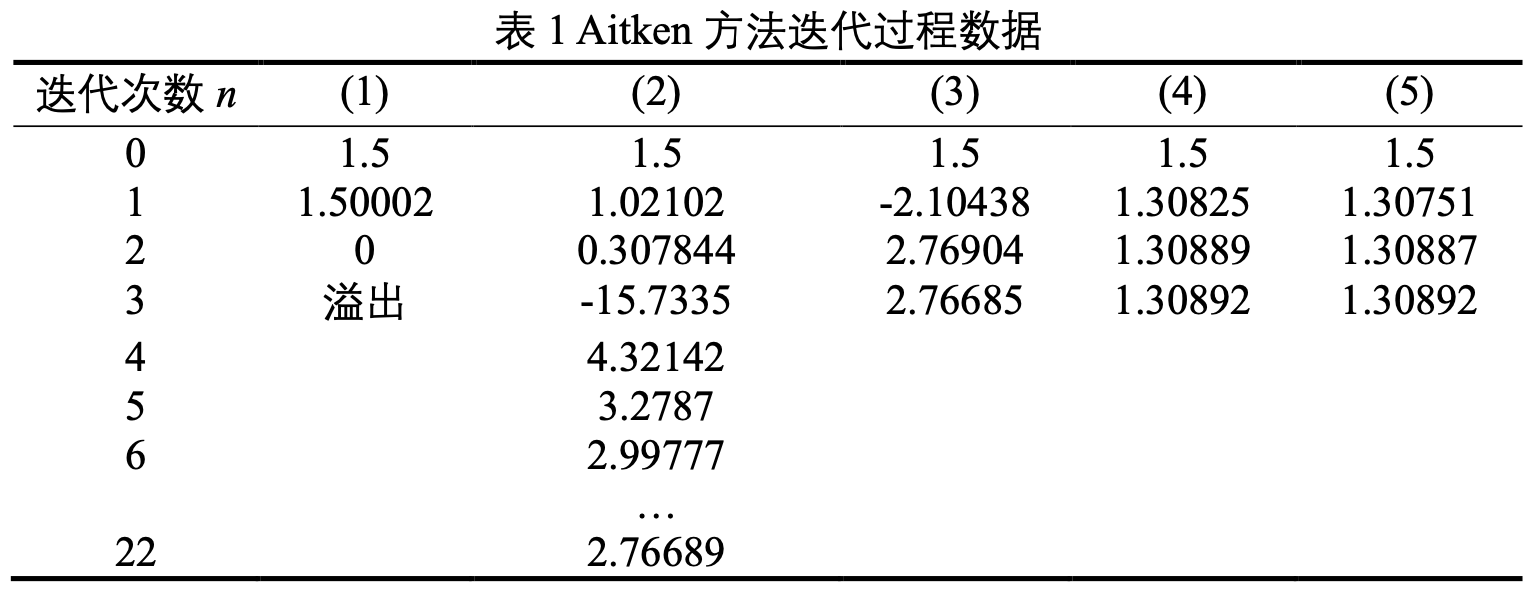 表 1 Aitken 方法迭代过程数据
迭代次数 n (1) (2) (3) (4) (5)
0 1.5 1.5 1.5 1.5 1.5
1 1.50002 1.02102 -2.10438 1.30825 1.30751
2 0 0.307844 2.76904 1.30889 1.30887
3 溢出 -15.7335 2.76685 1.30892 1.30892
4 4.32142
5 3.2787
6 2.99777
…
22 2.76689